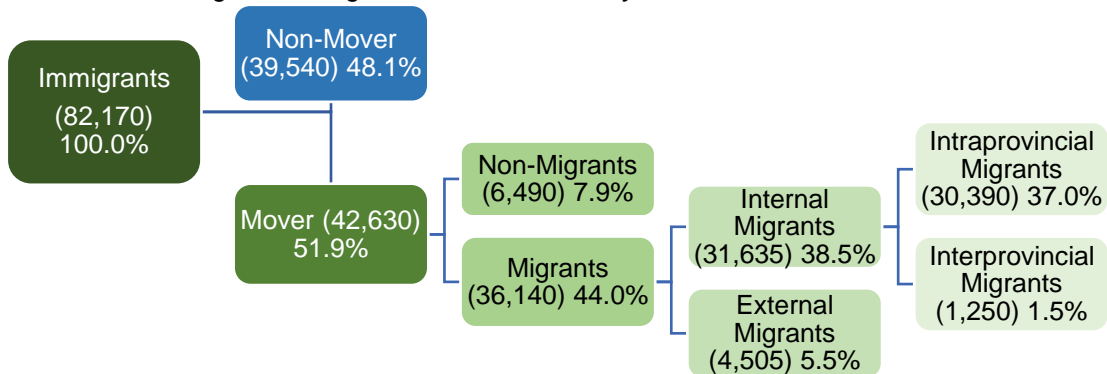 Non-Mover
(39,540) 48.1%
Immigrants
(82,170)
100.0%
Mover (42,630)
51.9%
Non-Migrants
(6,490) 7.9%
Migrants
(36,140) 44.0%
Internal
Migrants
(31,635) 38.5%
External
Migrants
(4,505) 5.5%
Intraprovincial
Migrants
(30,390) 37.0%
Interprovincial
Migrants
(1,250) 1.5%